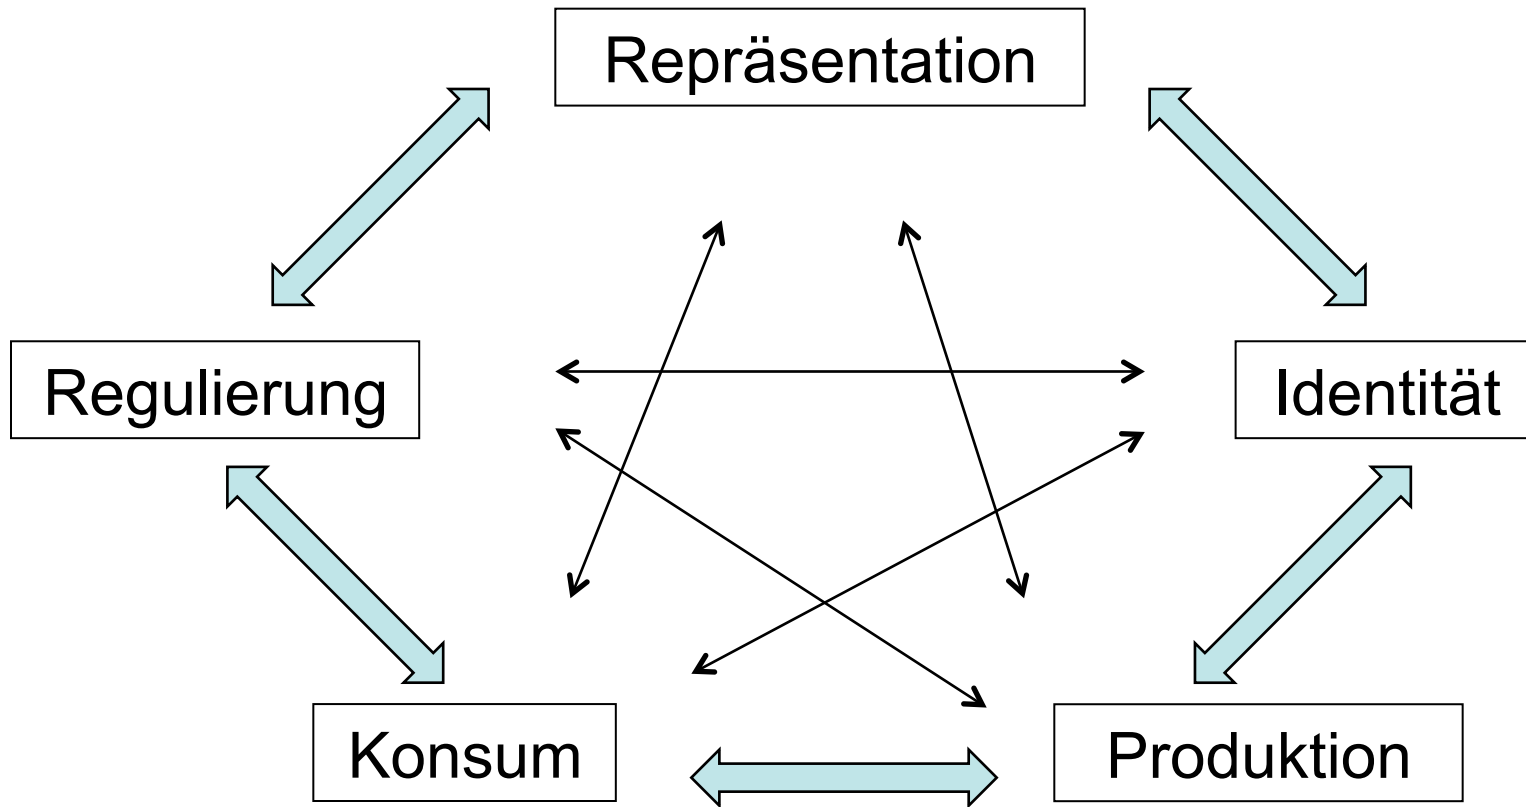 Repräsentation
Regulierung
Identität
Konsum
Produktion